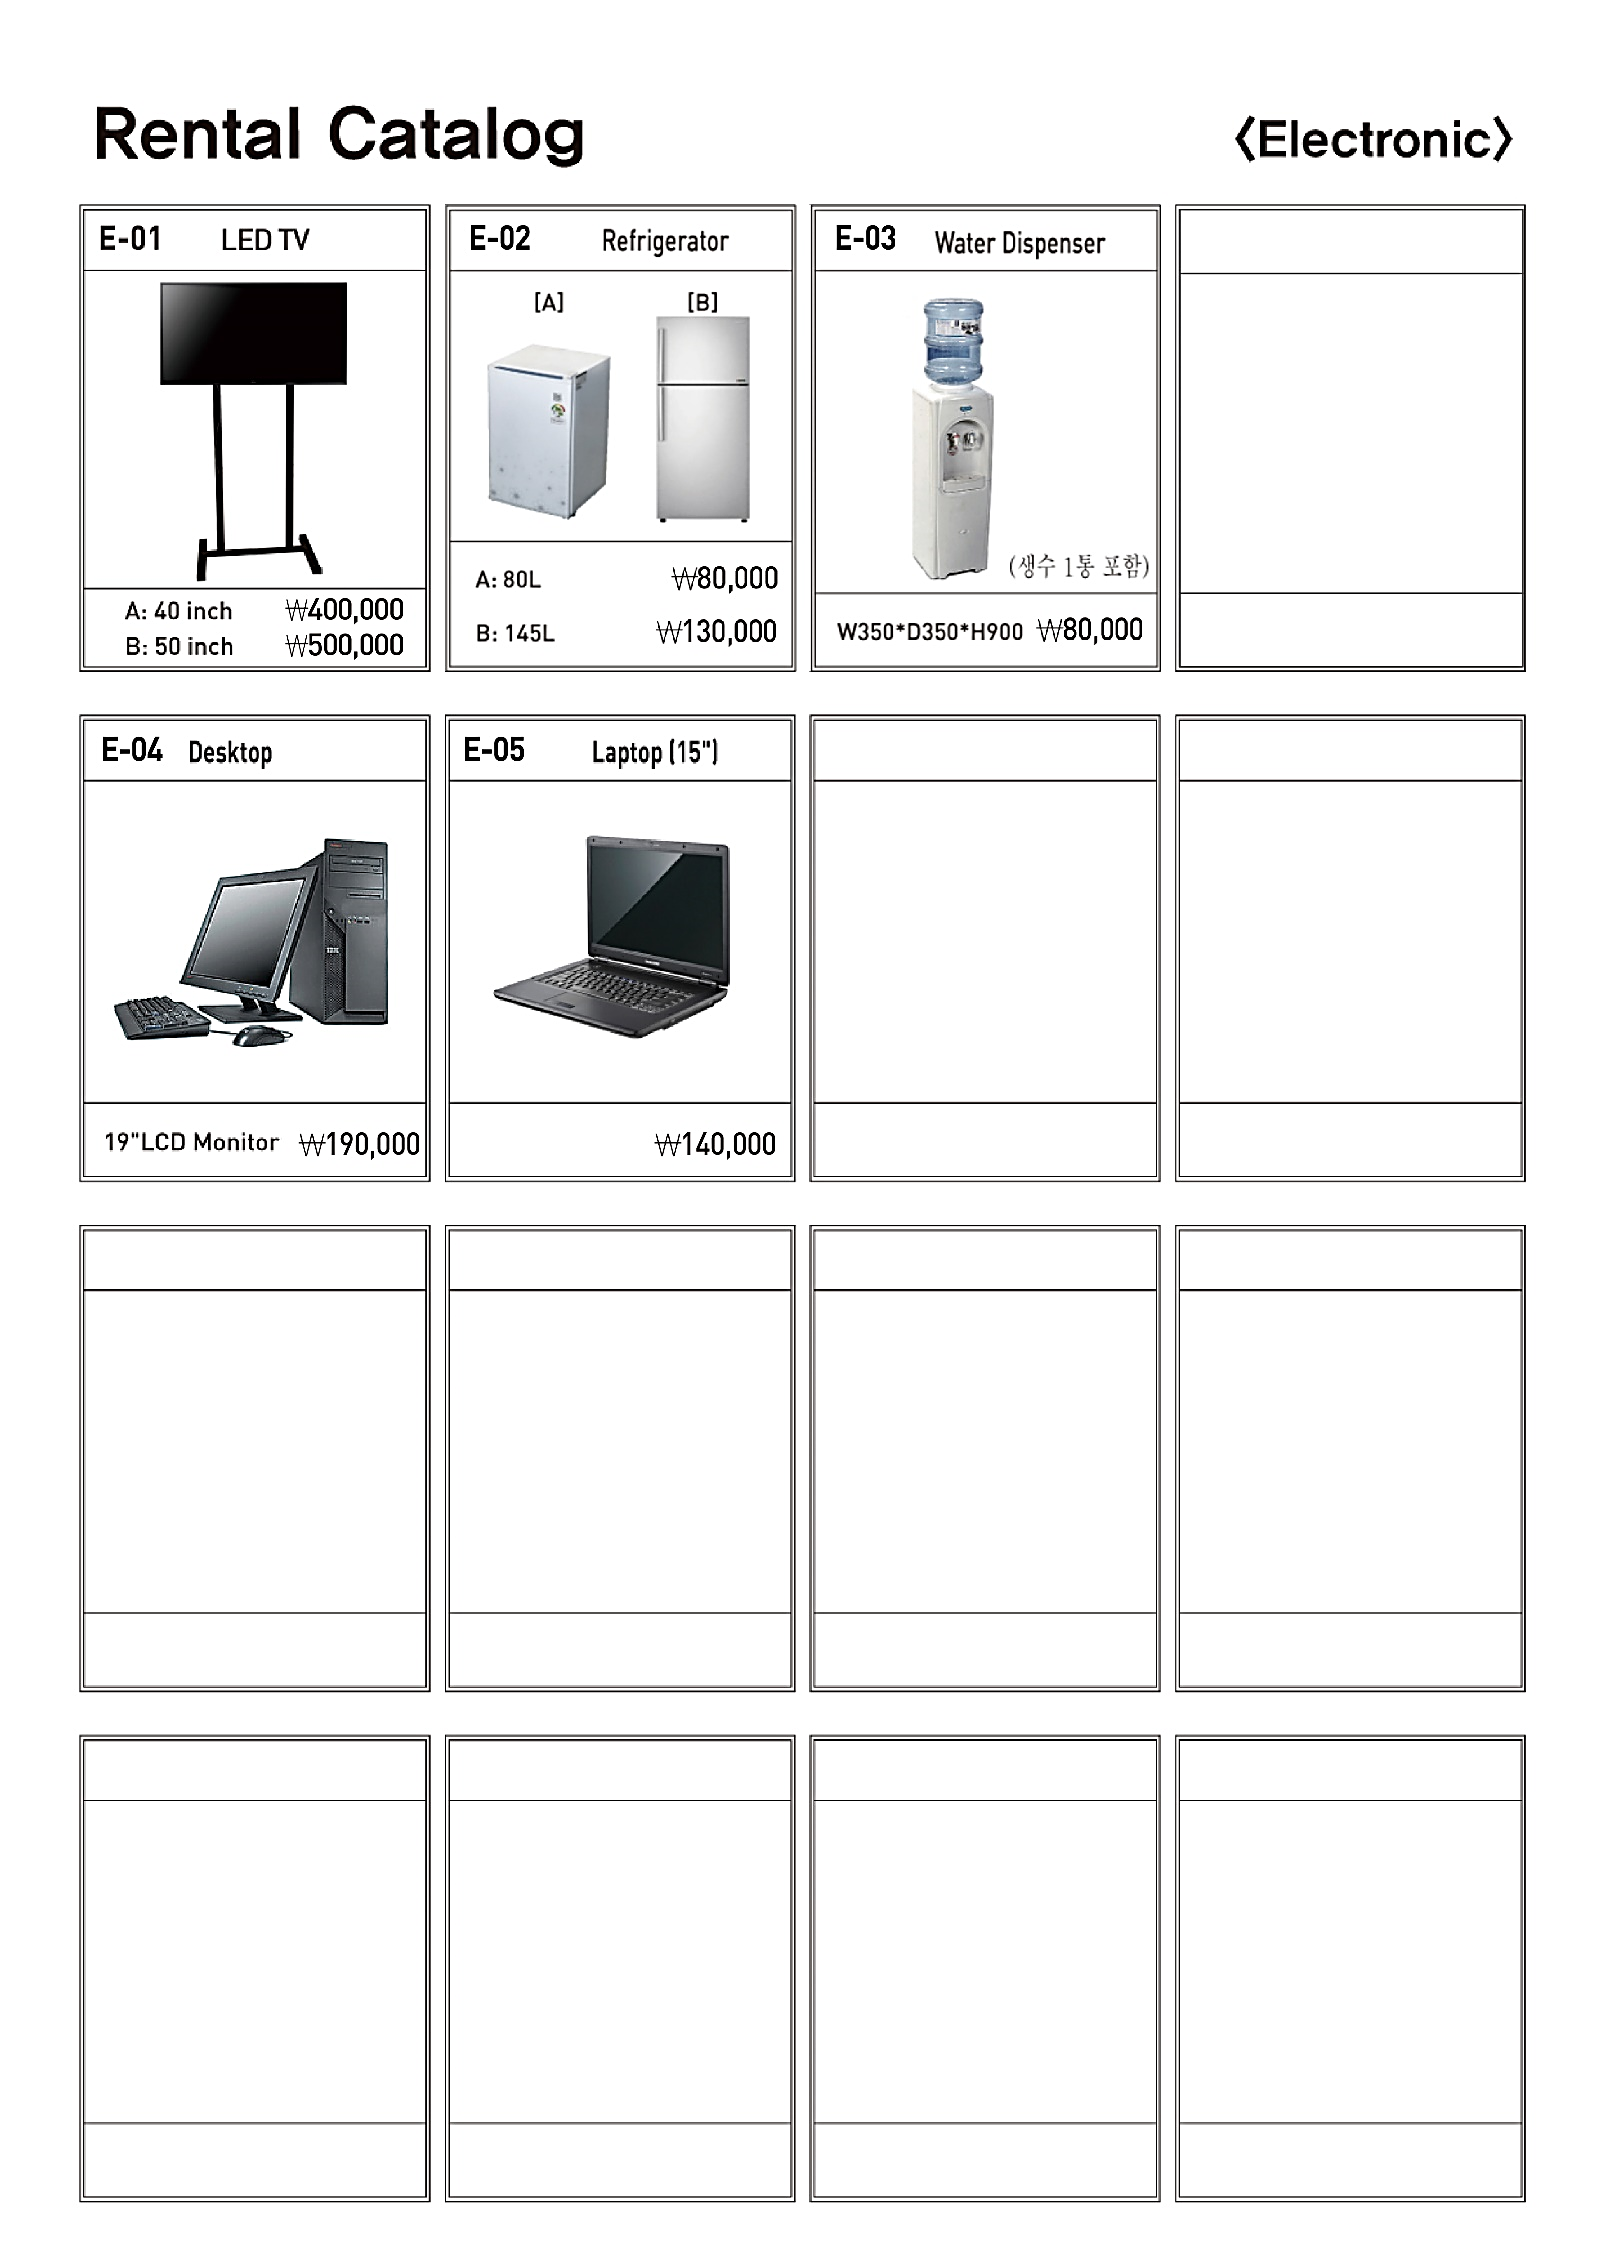 Rental Catalog
〈Electronic〉
E-01 LED TV
A: 40 inch ₩400,000
B: 50 inch ₩500,000
E-02 Refrigerator
[A] [B]
A: 80L ₩80,000
B: 145L ₩130,000
E-03 Water Dispenser
(생수 1통 포함)
W350*D350*H900 ₩80,000
E-04 Desktop
19"LCD Monitor ₩190,000
E-05 Laptop (15")
₩140,000